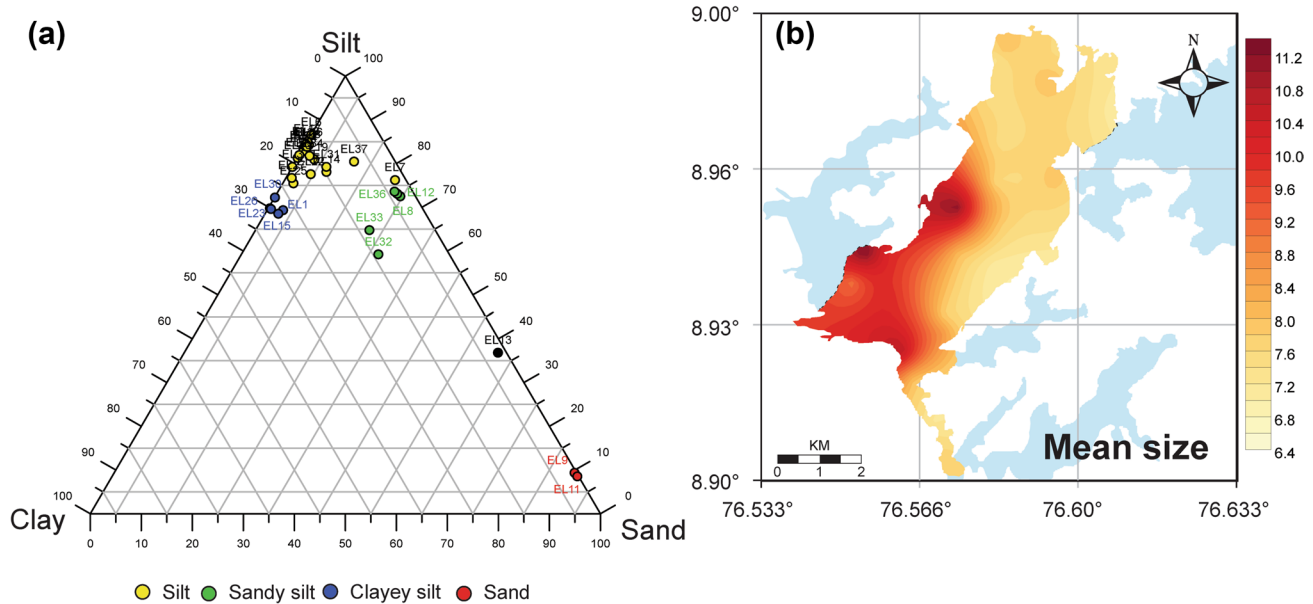 (a)
Silt
0
100
10
90
20
80
30
70
40
60
50
50
60
40
70
30
80
20
90
10
100
0
Clay
Sand
0
10
20
30
40
50
60
70
80
90
100
EL37
EL7
EL36
EL12
EL8
EL33
EL32
EL30
EL26
EL23
EL1
EL15
EL13
EL9
EL11
Silt
Sandy silt
Clayey silt
Sand
(b)
9.00°
8.96°
8.93°
8.90°
76.533°
76.566°
76.60°
76.633°
N
KM
0
1
2
Mean size
11.2
10.8
10.4
10.0
9.6
9.2
8.8
8.4
8.0
7.6
7.2
6.8
6.4